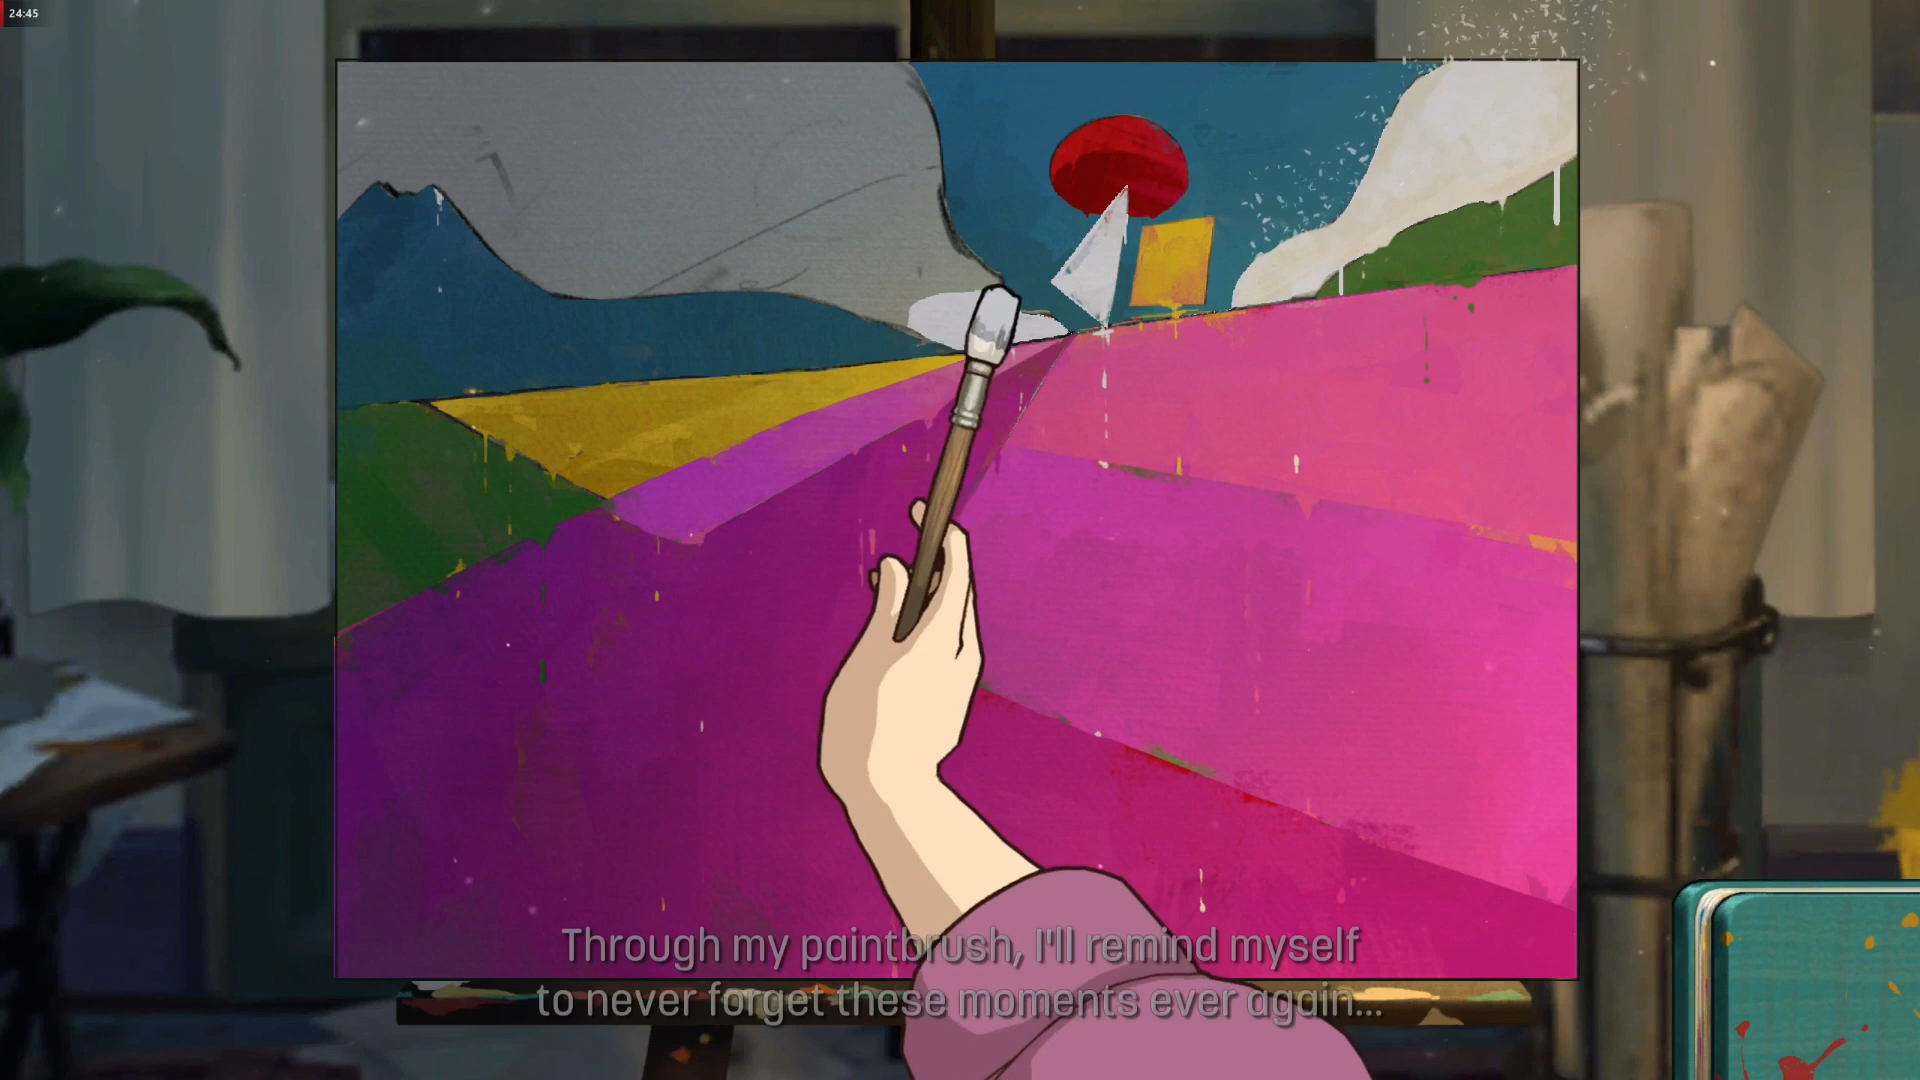 24:45
Through my paintbrush, I'll remind myself
to never forget these moments ever again...